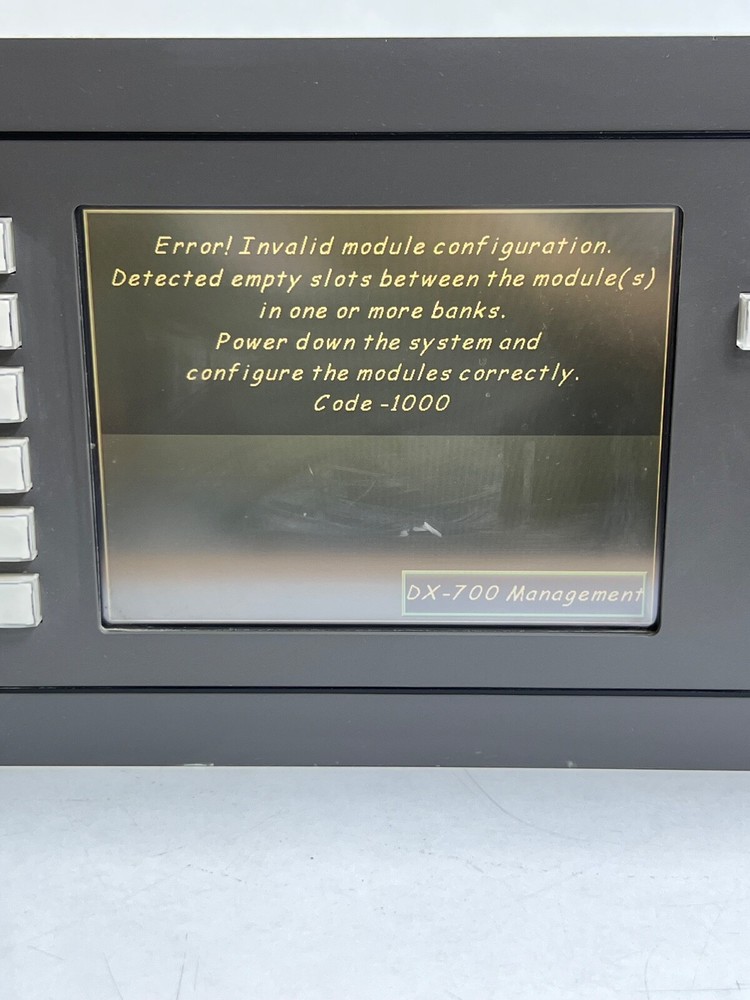 Error! Invalid module configuration.
Detected empty slots between the module(s)
in one or more banks.
Power down the system and
configure the modules correctly.
Code -1000
DX-700 Management